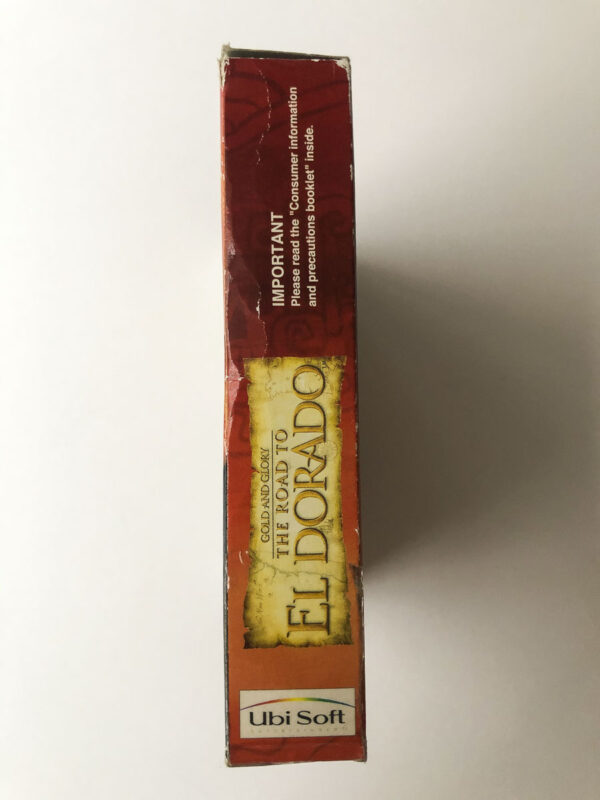 IMPORTANT
Please read the "Consumer information
and precautions booklet" inside.
GOLD AND GLORY
THE ROAD TO
EL DORADO
Ubi Soft
ENTERTAINMENT